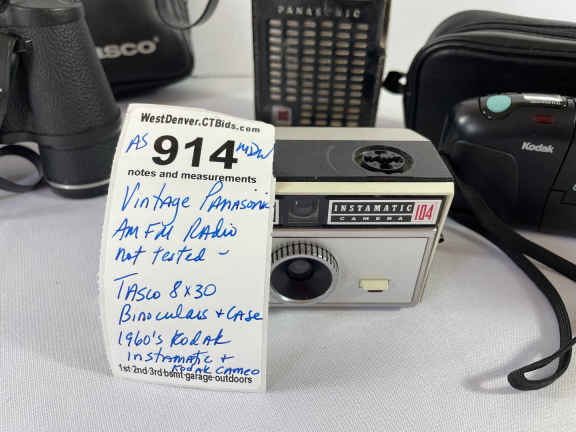 ASCO
PANASONIC
WestDenver.CTBids.com
AS 914 MDW
notes and measurements
Vintage Panasonic
AM FM Radio
not tested -
Tasco 8x30
Binoculars + Case
1960's Kodak
instamatic +
Kodak Cameo
1st·2nd·3rd·bsmt·garage·outdoors
INSTAMATIC 104
CAMERA
Kodak